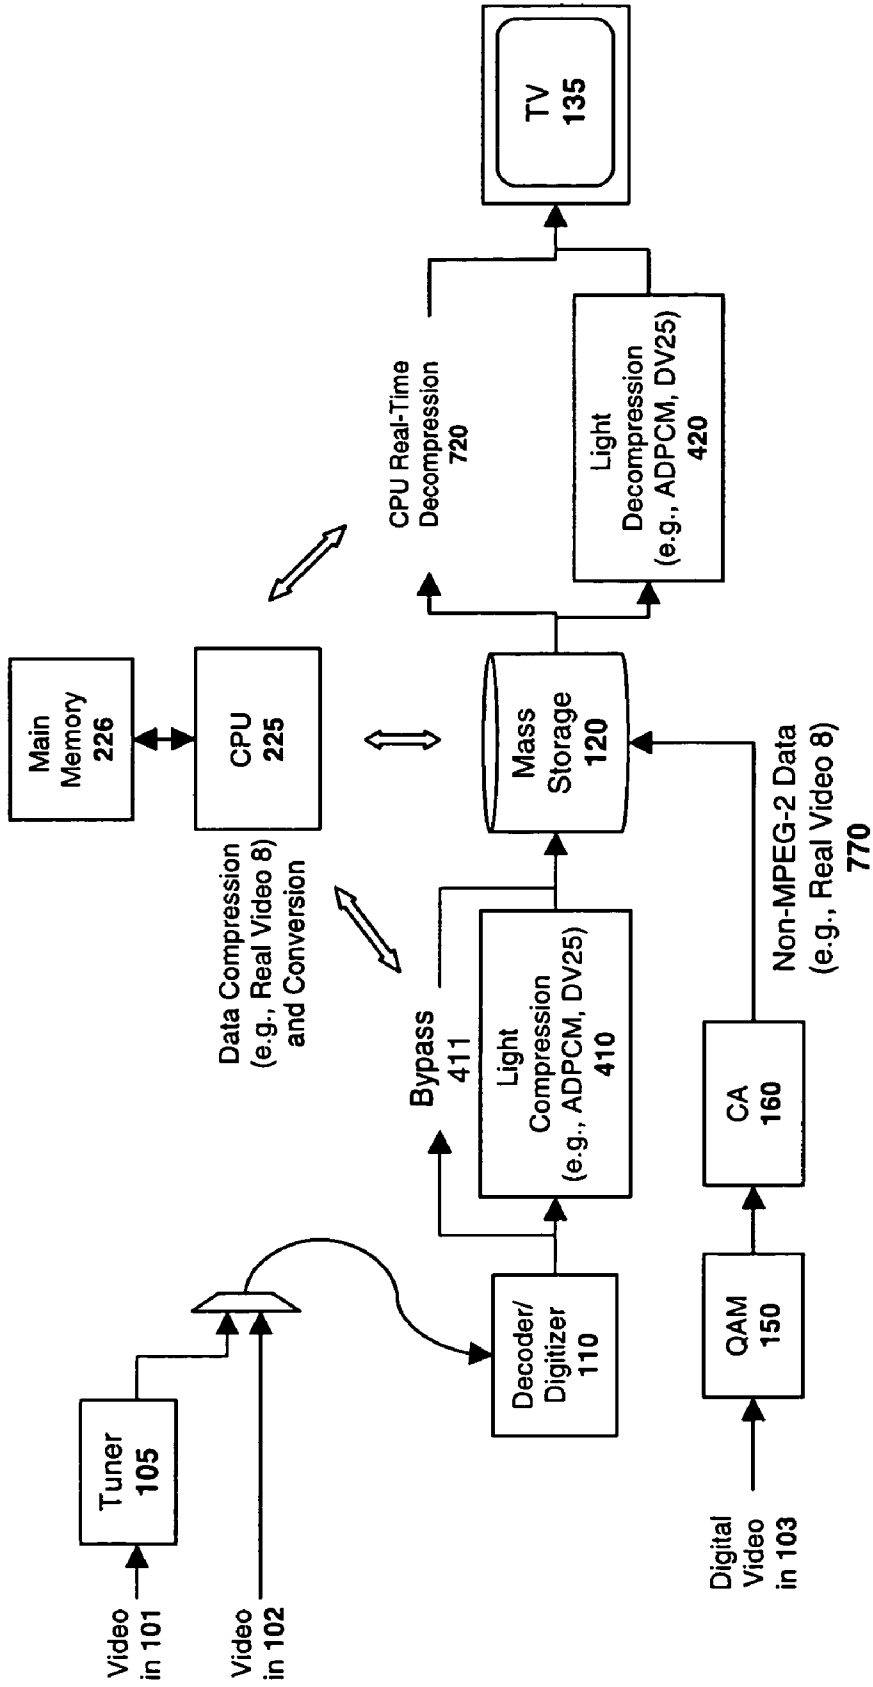 Video
in 101
Tuner
105
Video
in 102
Decoder/
Digitizer
110
Digital
Video
in 103
QAM
150
CA
160
Non-MPEG-2 Data
(e.g., Real Video 8)
770
Bypass
411
Light
Compression
(e.g., ADPCM, DV25)
410
Data Compression
(e.g., Real Video 8)
and Conversion
Main
Memory
226
CPU
225
Mass
Storage
120
CPU Real-Time
Decompression
720
Light
Decompression
(e.g., ADPCM, DV25)
420
TV
135